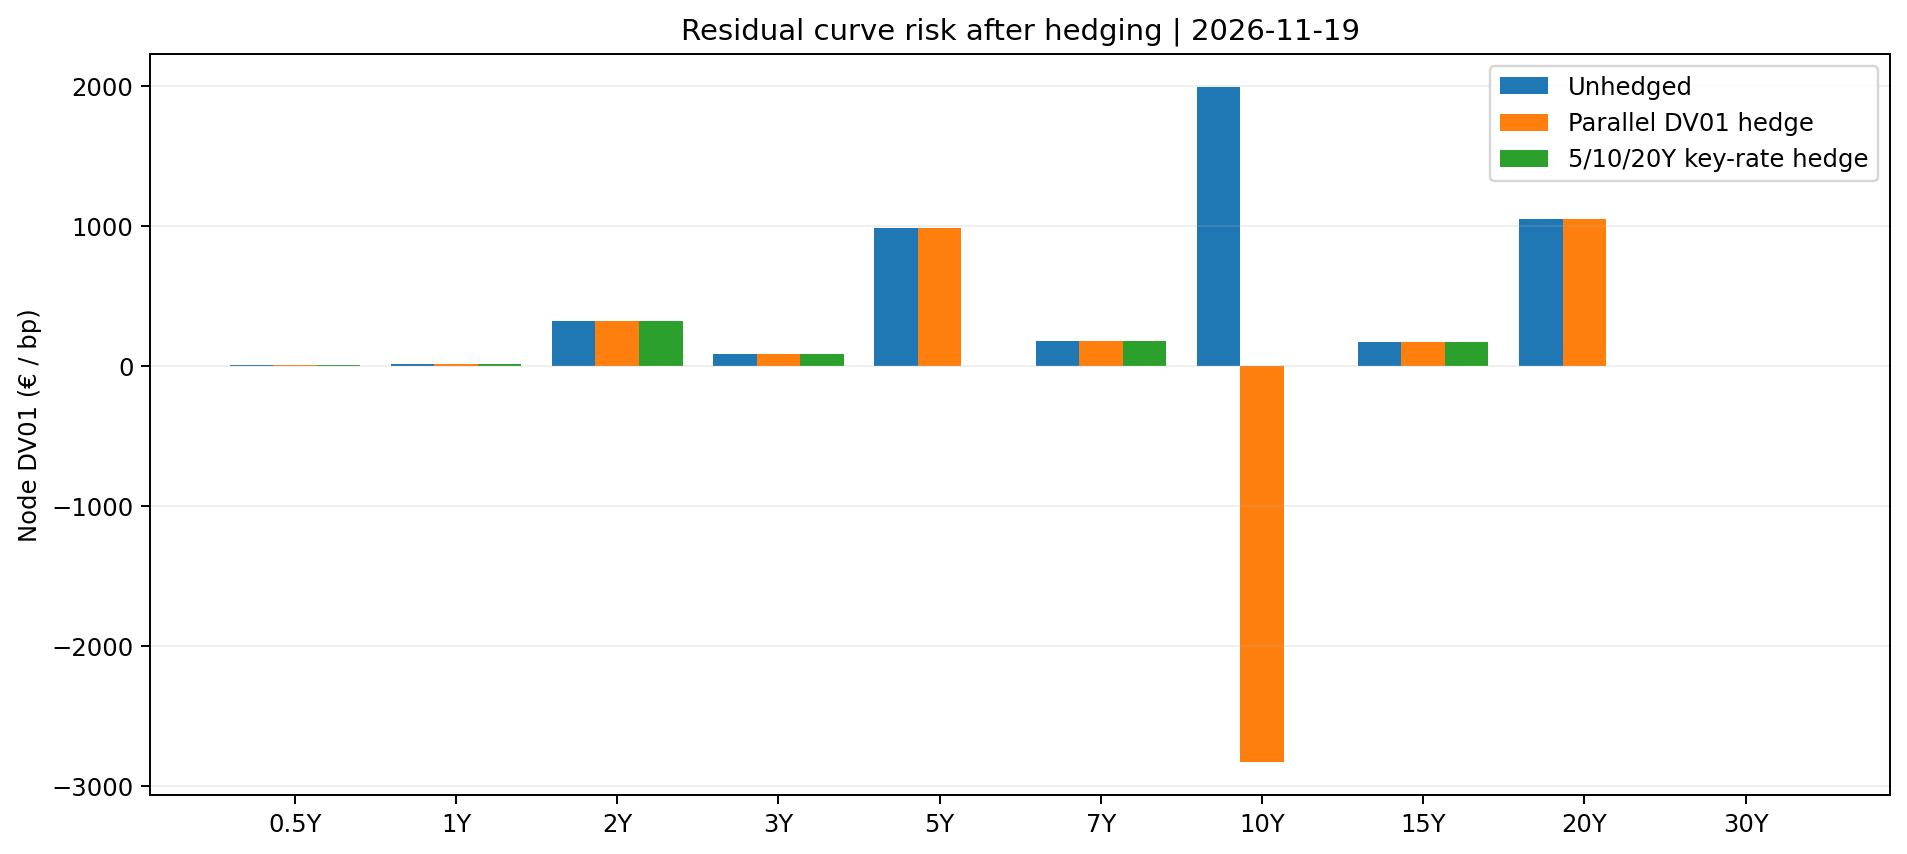 Residual curve risk after hedging | 2026-11-19
Unhedged
Parallel DV01 hedge
5/10/20Y key-rate hedge
Node DV01 (€ / bp)
2000
1000
0
−1000
−2000
−3000
0.5Y 1Y 2Y 3Y 5Y 7Y 10Y 15Y 20Y 30Y